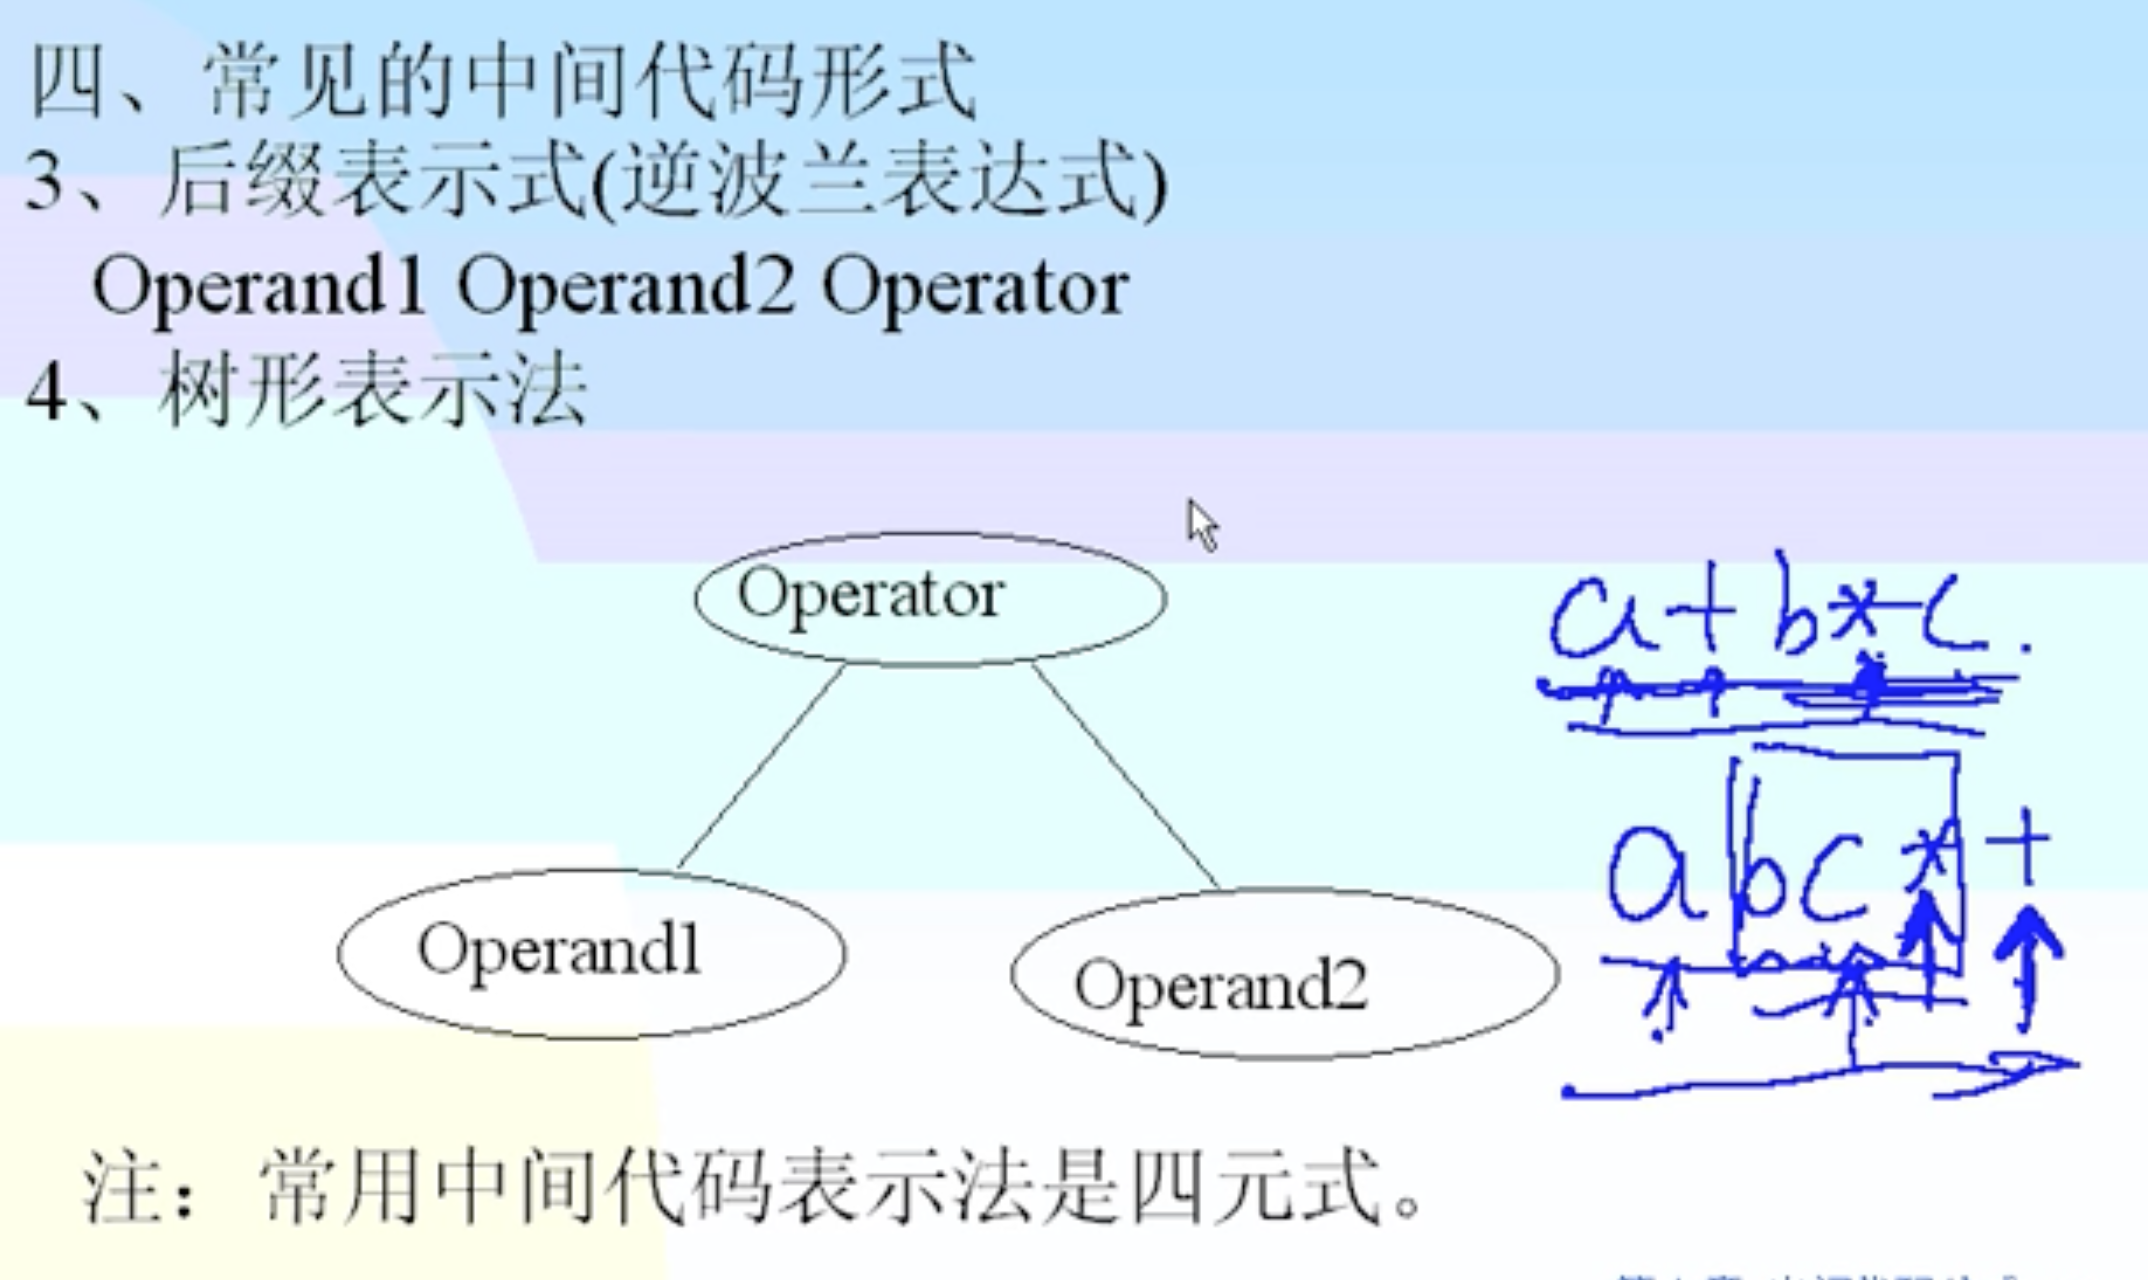 四、常见的中间代码形式
3、后缀表示式(逆波兰表达式)
Operand1 Operand2 Operator
4、树形表示法
Operator
a+b*c.
abc*+
Operand1
Operand2
注：常用中间代码表示法是四元式。